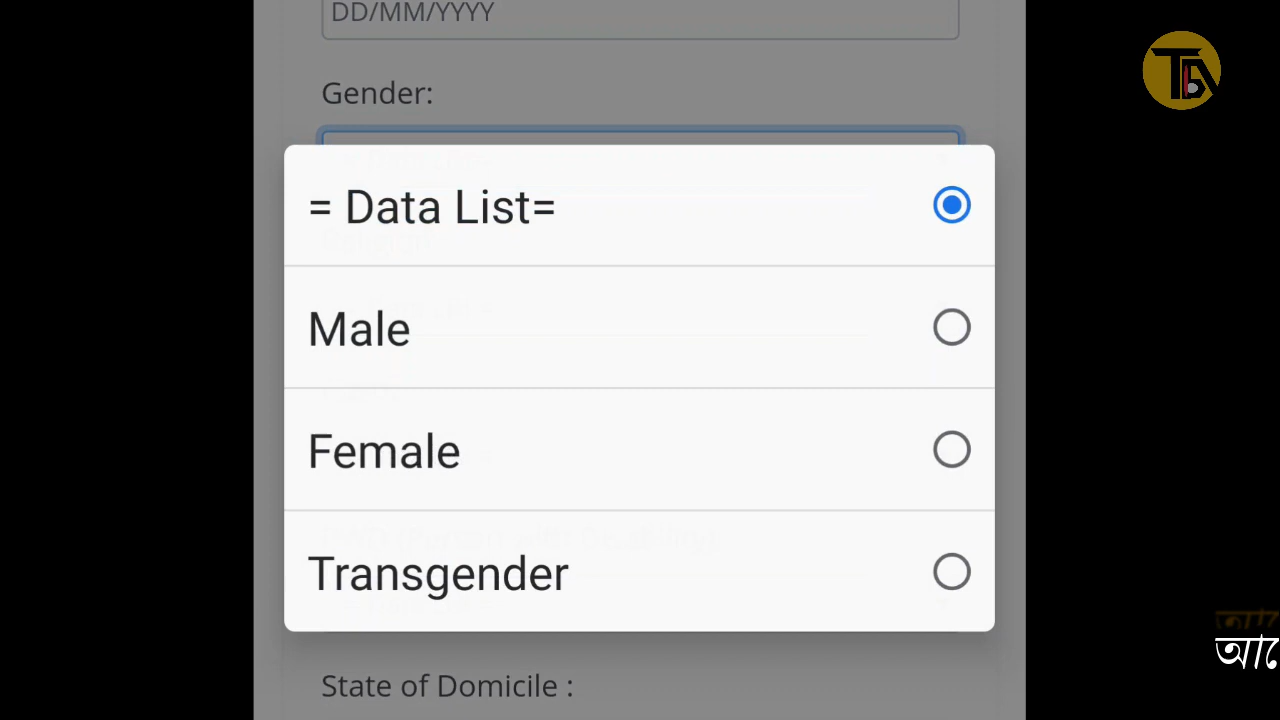 DD/MM/YYYY
Gender:
= Data List=
Male
Female
Transgender
State of Domicile :